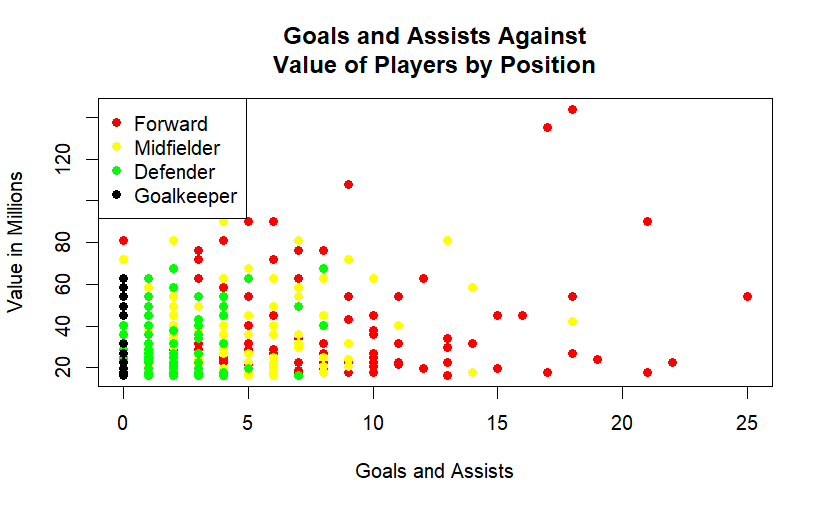 Goals and Assists Against
Value of Players by Position
Forward
Midfielder
Defender
Goalkeeper
Value in Millions
120
80
60
40
20
0
5
10
15
20
25
Goals and Assists